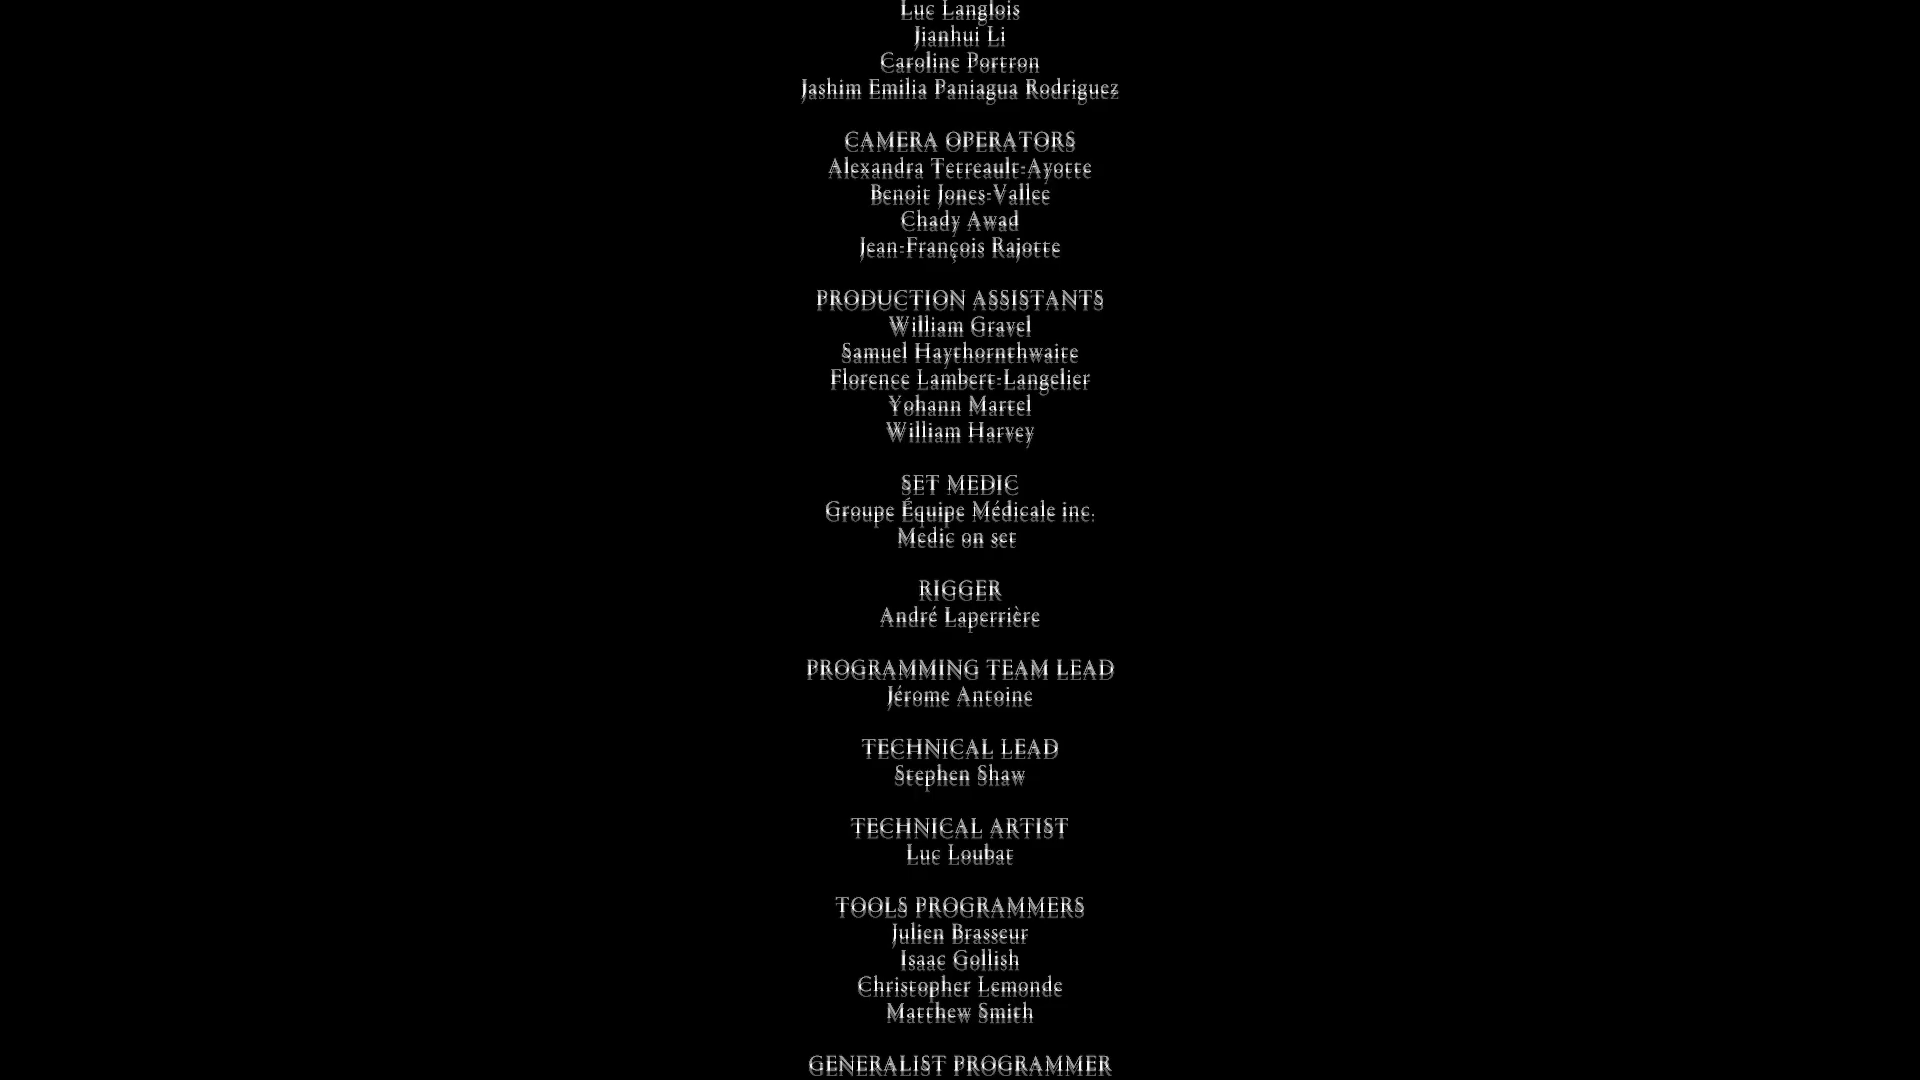 Luc Langlois
Jianhui Li
Caroline Portron
Jashim Emilia Paniagua Rodriguez
CAMERA OPERATORS
Alexandra Tetreault-Ayotte
Benoit Jones-Vallee
Chady Awad
Jean-François Rajotte
PRODUCTION ASSISTANTS
William Gravel
Samuel Haythornthwaite
Florence Lambert-Langelier
Yohann Martel
William Harvey
SET MEDIC
Groupe Équipe Médicale inc.
Medic on set
RIGGER
André Laperrière
PROGRAMMING TEAM LEAD
Jérome Antoine
TECHNICAL LEAD
Stephen Shaw
TECHNICAL ARTIST
Luc Loubat
TOOLS PROGRAMMERS
Julien Brasseur
Isaac Gollish
Christopher Lemonde
Matthew Smith
GENERALIST PROGRAMMER